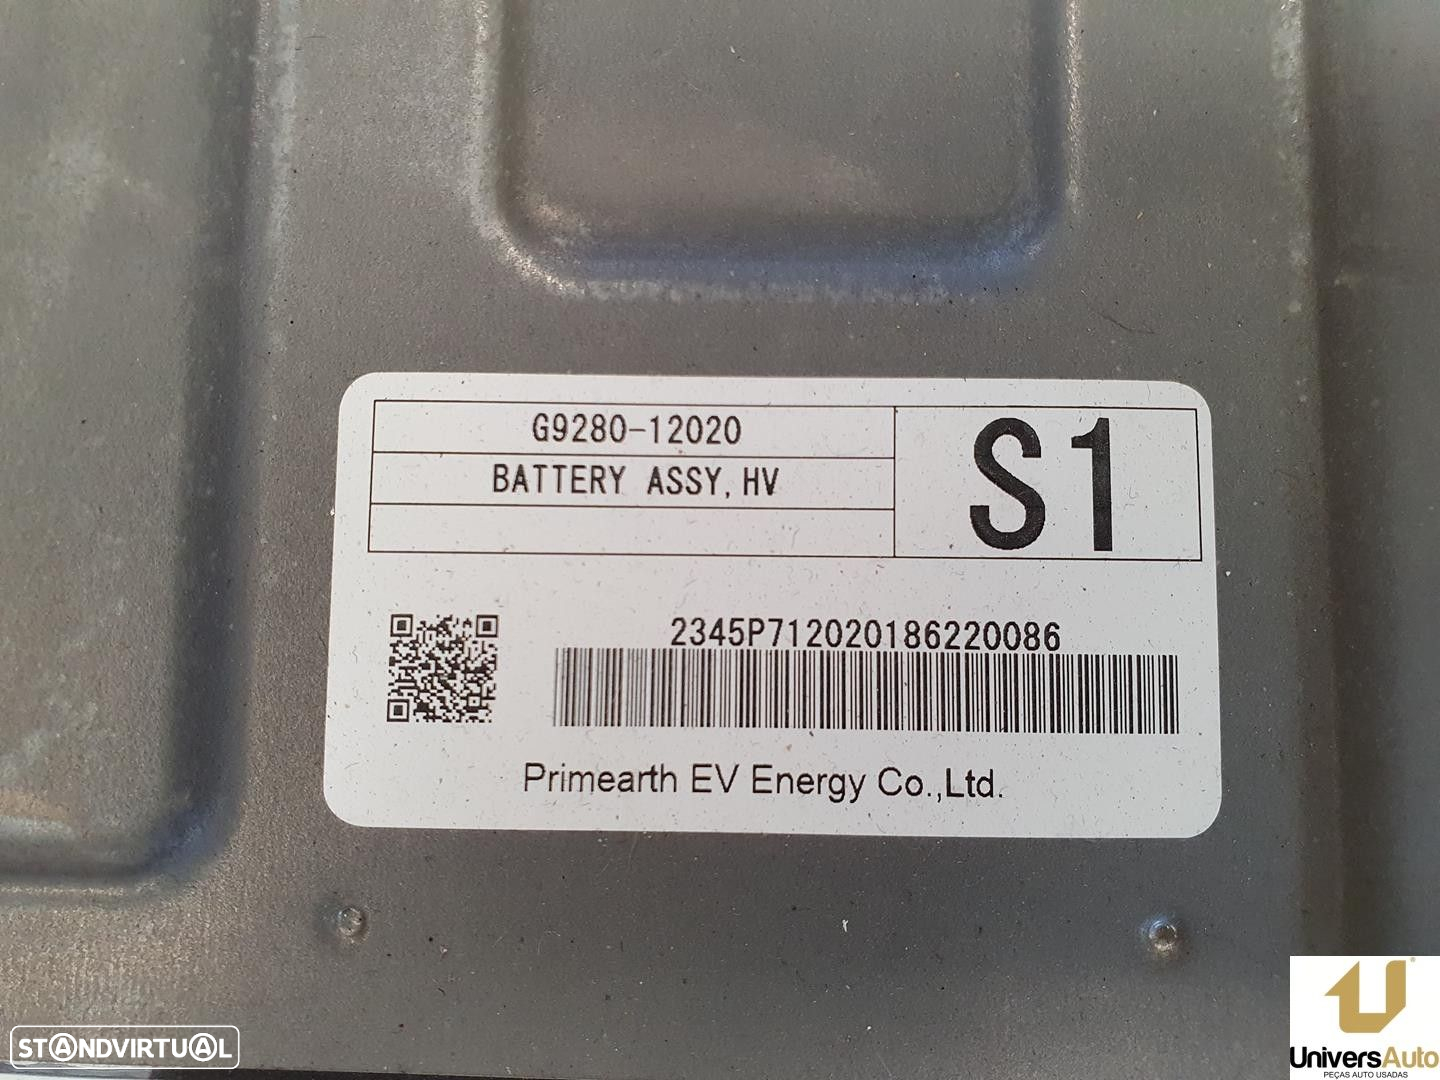 G9280-12020
BATTERY ASSY, HV
S1
2345P712020186220086
Primearth EV Energy Co.,Ltd.
STANDVIRTUAL
UniversAuto
PEÇAS AUTO USADAS